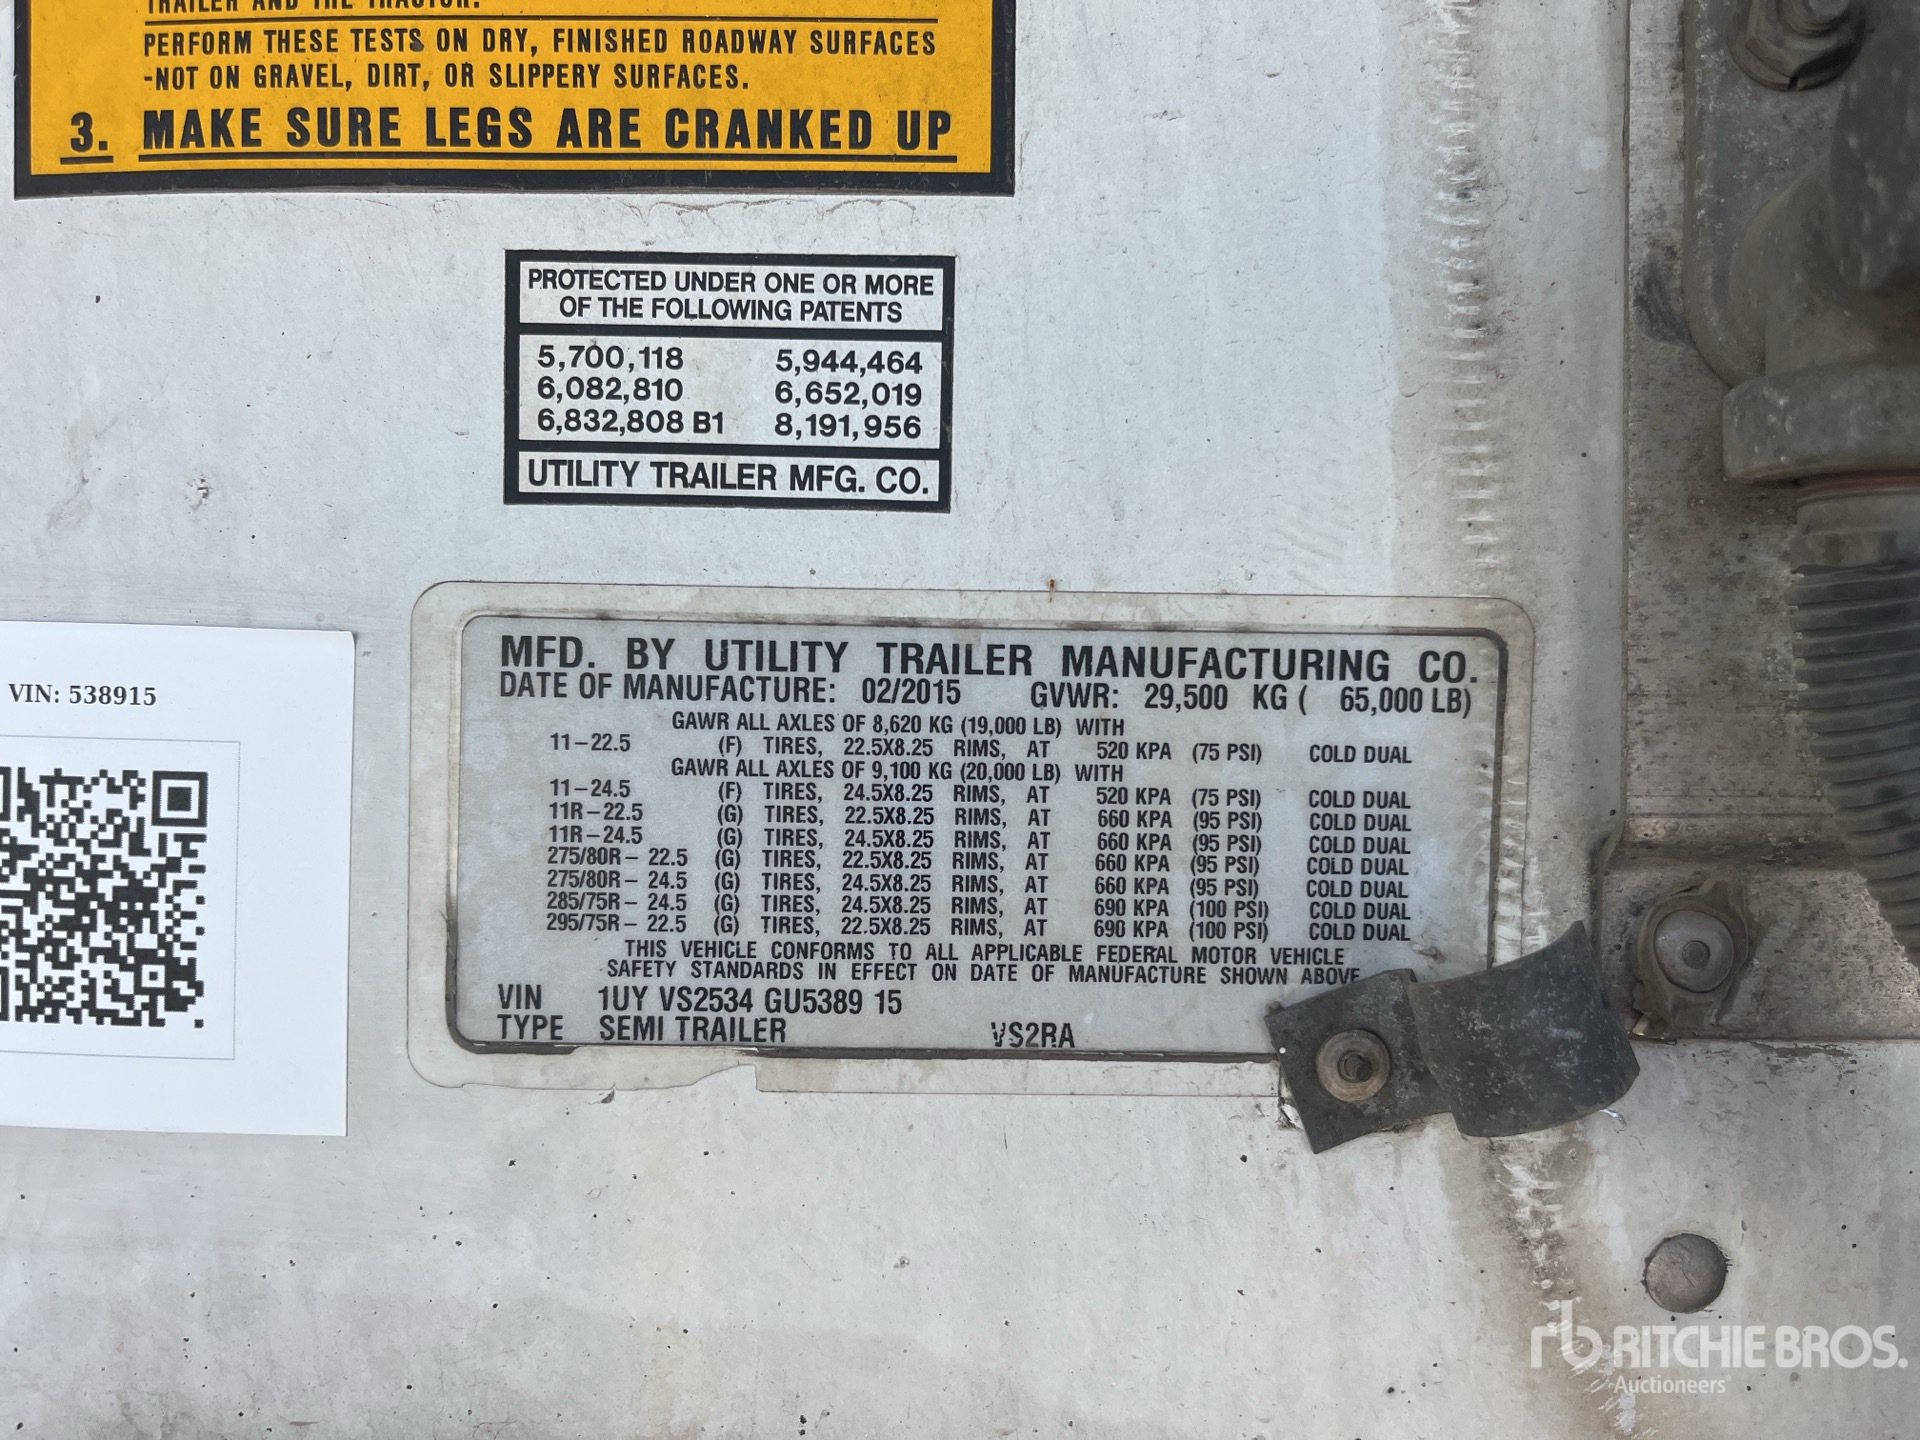 TRAILER AND THE TRACTOR.
PERFORM THESE TESTS ON DRY, FINISHED ROADWAY SURFACES
-NOT ON GRAVEL, DIRT, OR SLIPPERY SURFACES.
3. MAKE SURE LEGS ARE CRANKED UP
PROTECTED UNDER ONE OR MORE
OF THE FOLLOWING PATENTS
5,700,118 5,944,464
6,082,810 6,652,019
6,832,808 B1 8,191,956
UTILITY TRAILER MFG. CO.
VIN: 538915
MFD. BY UTILITY TRAILER MANUFACTURING CO.
DATE OF MANUFACTURE: 02/2015 GVWR: 29,500 KG ( 65,000 LB)
GAWR ALL AXLES OF 8,620 KG (19,000 LB) WITH
11-22.5 (F) TIRES, 22.5X8.25 RIMS, AT 520 KPA (75 PSI) COLD DUAL
GAWR ALL AXLES OF 9,100 KG (20,000 LB) WITH
11-24.5 (F) TIRES, 24.5X8.25 RIMS, AT 520 KPA (75 PSI) COLD DUAL
11R-22.5 (G) TIRES, 22.5X8.25 RIMS, AT 660 KPA (95 PSI) COLD DUAL
11R-24.5 (G) TIRES, 24.5X8.25 RIMS, AT 660 KPA (95 PSI) COLD DUAL
275/80R- 22.5 (G) TIRES, 22.5X8.25 RIMS, AT 660 KPA (95 PSI) COLD DUAL
275/80R- 24.5 (G) TIRES, 24.5X8.25 RIMS, AT 660 KPA (95 PSI) COLD DUAL
285/75R- 24.5 (G) TIRES, 24.5X8.25 RIMS, AT 690 KPA (100 PSI) COLD DUAL
295/75R- 22.5 (G) TIRES, 22.5X8.25 RIMS, AT 690 KPA (100 PSI) COLD DUAL
THIS VEHICLE CONFORMS TO ALL APPLICABLE FEDERAL MOTOR VEHICLE
SAFETY STANDARDS IN EFFECT ON DATE OF MANUFACTURE SHOWN ABOVE
VIN 1UY VS2534 GU5389 15
TYPE SEMI TRAILER VS2RA
rb RITCHIE BROS.
Auctioneers